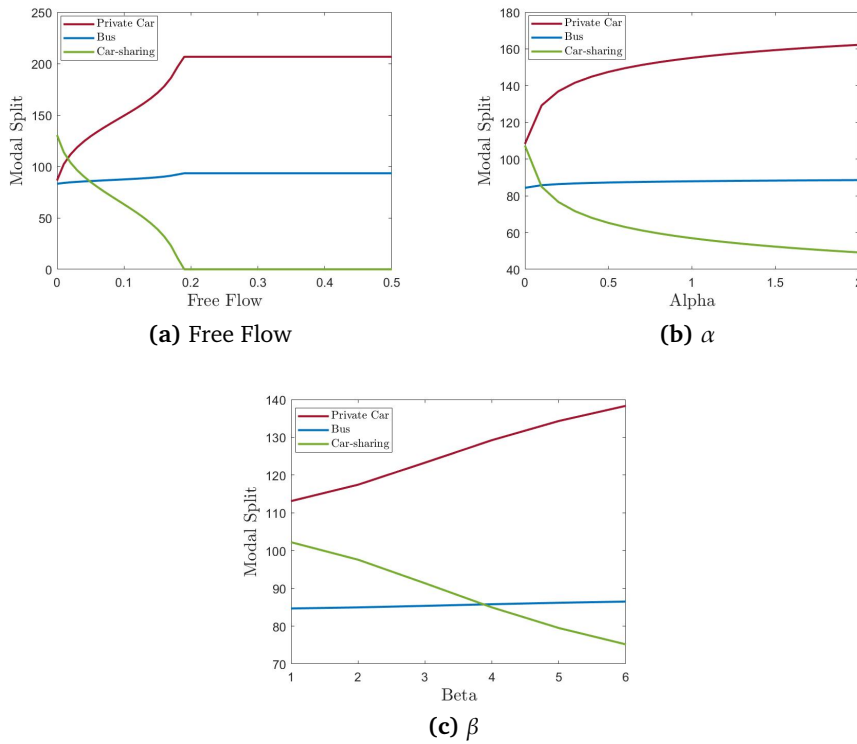 250
200
150
100
50
0
Private Car
Bus
Car-sharing
Modal Split
0 0.1 0.2 0.3 0.4 0.5
Free Flow
(a) Free Flow
180
160
140
120
100
80
60
40
Private Car
Bus
Car-sharing
Modal Split
0 0.5 1 1.5 2
Alpha
(b) α
140
130
120
110
100
90
80
70
Private Car
Bus
Car-sharing
Modal Split
1 2 3 4 5 6
Beta
(c) β